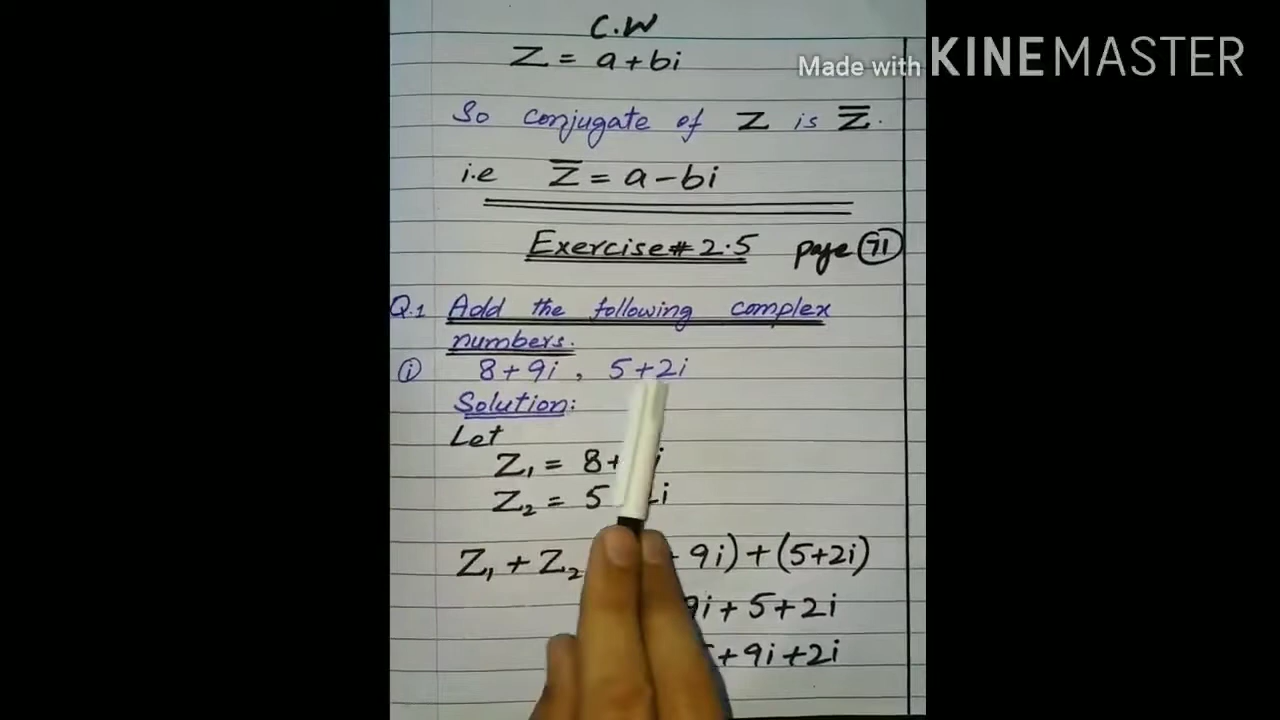 C.W
Z = a + bi
Made with KINEMASTER
So conjugate of Z is Z̅.
i.e Z̅ = a - bi
Exercise # 2.5 page 71
Q.1 Add the following complex
numbers.
(i) 8 + 9i , 5 + 2i
Solution:
Let
Z₁ = 8 + i
Z₂ = 5 2i
Z₁ + Z₂ 9i) + (5+2i)
9i + 5 + 2i
+ 9i + 2i